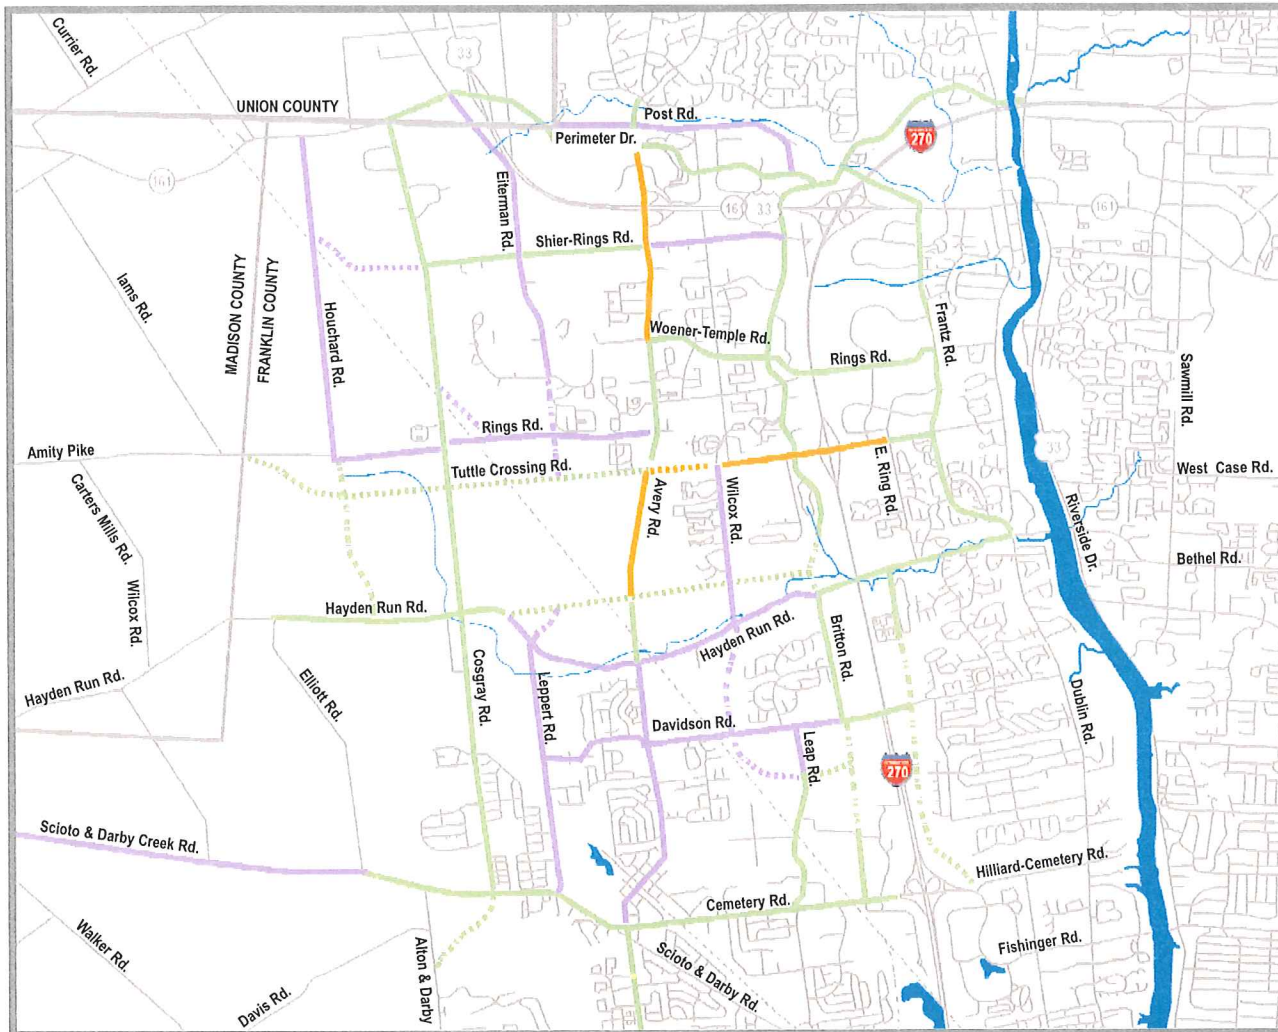 Currier Rd.
33
UNION COUNTY
Post Rd.
Perimeter Dr.
270
161
Eiterman Rd.
16
33
161
Shier-Rings Rd.
Iams Rd.
MADISON COUNTY
FRANKLIN COUNTY
Houchard Rd.
Woener-Temple Rd.
Frantz Rd.
Rings Rd.
Sawmill Rd.
Rings Rd.
33
Amity Pike
Tuttle Crossing Rd.
E. Ring Rd.
West Case Rd.
Carters Mills Rd.
Avery Rd.
Wilcox Rd.
Riverside Dr.
Bethel Rd.
Wilcox Rd.
Hayden Run Rd.
Hayden Run Rd.
Britton Rd.
Hayden Run Rd.
Elliott Rd.
Cosgray Rd.
Leppert Rd.
Dublin Rd.
Davidson Rd.
Leap Rd.
270
Scioto & Darby Creek Rd.
Hilliard-Cemetery Rd.
Cemetery Rd.
Walker Rd.
Alton & Darby
Scioto & Darby Rd.
Fishinger Rd.
Davis Rd.